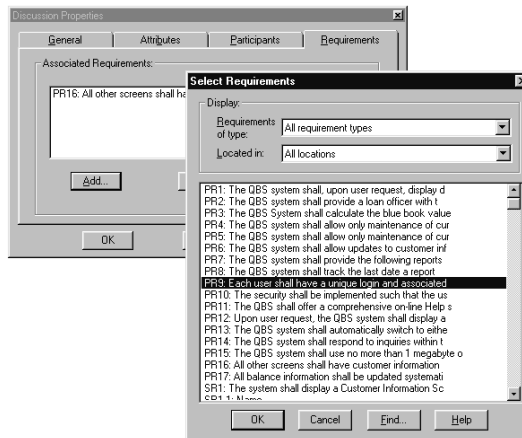 Discussion Properties
General Attributes Participants Requirements
Associated Requirements:
PR16: All other screens shall ha
Add...
OK
Select Requirements
Display:
Requirements of type: All requirement types
Located in: All locations
PR1: The QBS system shall, upon user request, display d
PR2: The QBS system shall provide a loan officer with t
PR3: The QBS System shall calculate the blue book value
PR4: The QBS system shall allow only maintenance of cur
PR5: The QBS system shall allow only maintenance of cur
PR6: The QBS system shall allow updates to customer inf
PR7: The QBS system shall provide the following reports
PR8: The QBS system shall track the last date a report
PR9: Each user shall have a unique login and associated
PR10: The security shall be implemented such that the us
PR11: The QBS shall offer a comprehensive on-line Help s
PR12: Upon user request, the QBS system shall display a
PR13: The QBS system shall automatically switch to eithe
PR14: The QBS system shall respond to inquiries within t
PR15: The QBS system shall use no more than 1 megabyte o
PR16: All other screens shall have customer information
PR17: All balance information shall be updated systemati
SR1: The system shall display a Customer Information Sc
SR1.1: Name
OK Cancel Find... Help